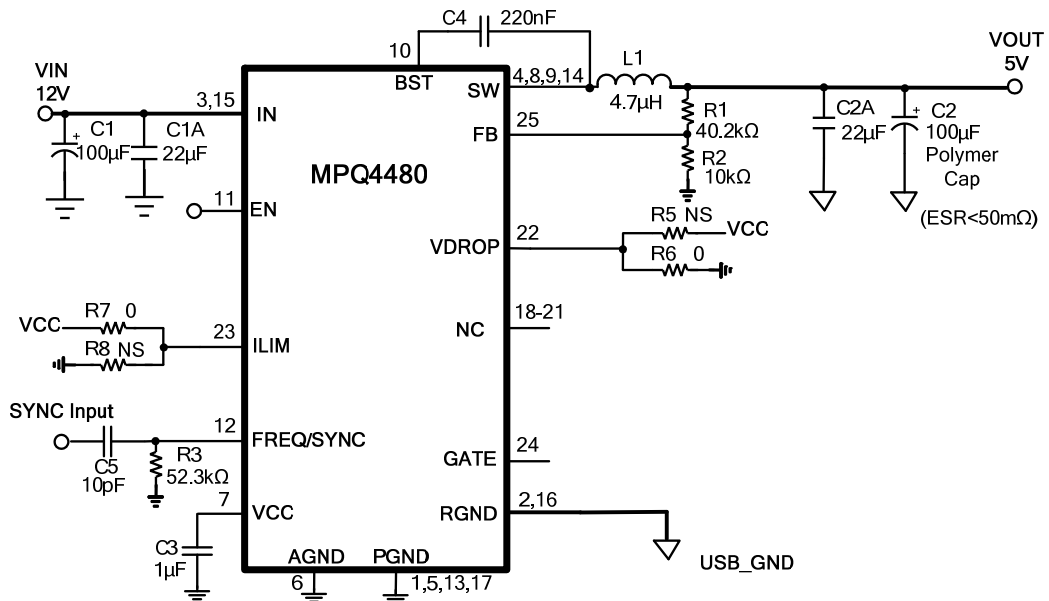 C4 220nF
10
BST
VIN
12V
3,15
IN
C1
100µF
+
C1A
22µF
4,8,9,14
SW
L1
4.7µH
VOUT
5V
25
FB
R1
40.2kΩ
R2
10kΩ
C2A
22µF
+
C2
100µF
Polymer
Cap
(ESR<50mΩ)
MPQ4480
11
EN
22
VDROP
R5 NS
VCC
R6 0
VCC
R7 0
R8 NS
23
ILIM
18-21
NC
SYNC Input
12
FREQ/SYNC
C5
10pF
R3
52.3kΩ
24
GATE
7
VCC
2,16
RGND
C3
1µF
AGND
6
PGND
1,5,13,17
USB_GND